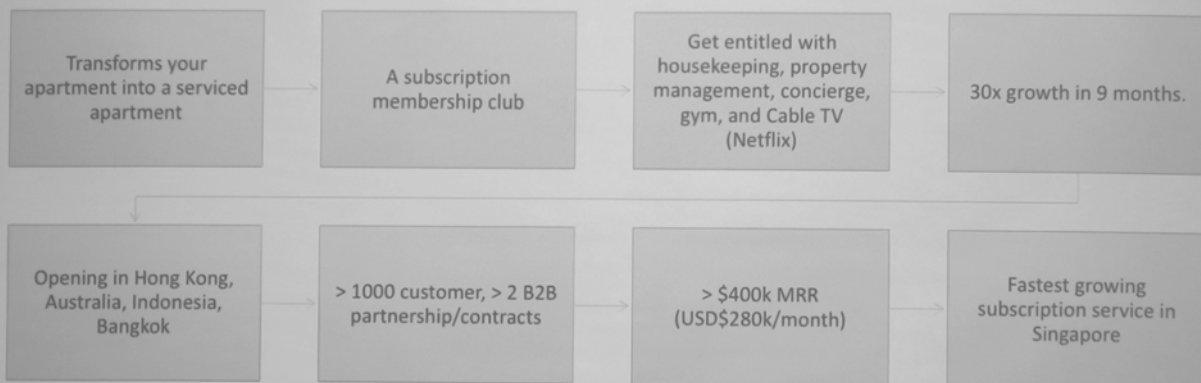 Transforms your
apartment into a serviced
apartment
A subscription
membership club
Get entitled with
housekeeping, property
management, concierge,
gym, and Cable TV
(Netflix)
30x growth in 9 months.
Opening in Hong Kong,
Australia, Indonesia,
Bangkok
> 1000 customer, > 2 B2B
partnership/contracts
> $400k MRR
(USD$280k/month)
Fastest growing
subscription service in
Singapore